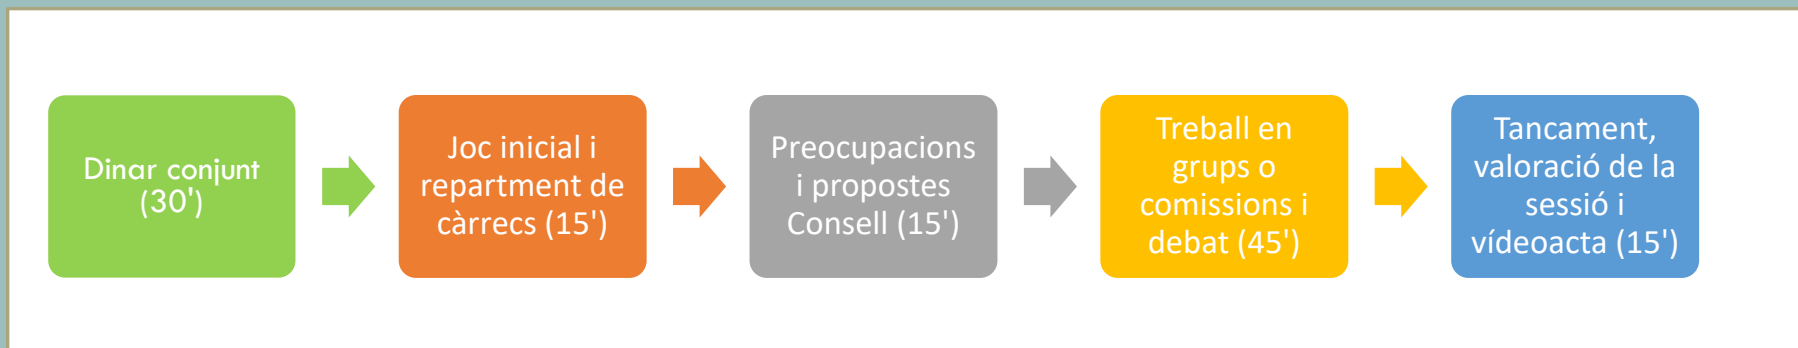 Dinar conjunt
(30')
Joc inicial i
repartment de
càrrecs (15')
Preocupacions
i propostes
Consell (15')
Treball en
grups o
comissions i
debat (45')
Tancament,
valoració de la
sessió i
vídeoacta (15')